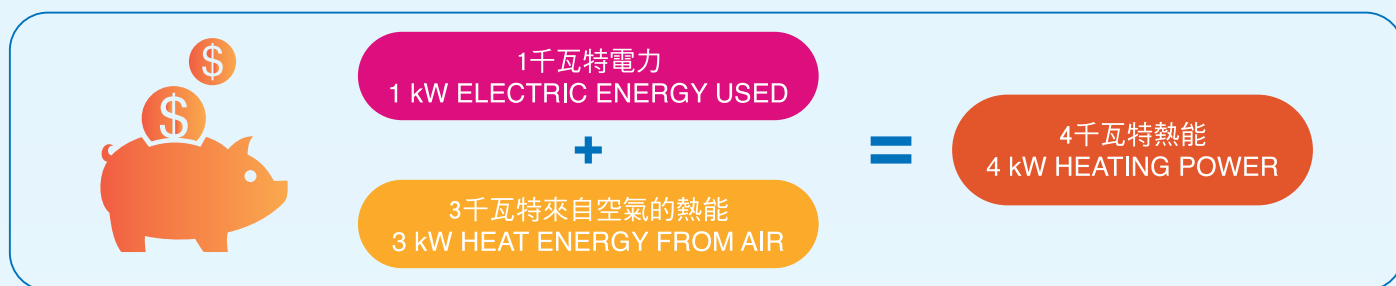 $
$
1千瓦特電力
1 kW ELECTRIC ENERGY USED
+
3千瓦特來自空氣的熱能
3 kW HEAT ENERGY FROM AIR
=
4千瓦特熱能
4 kW HEATING POWER